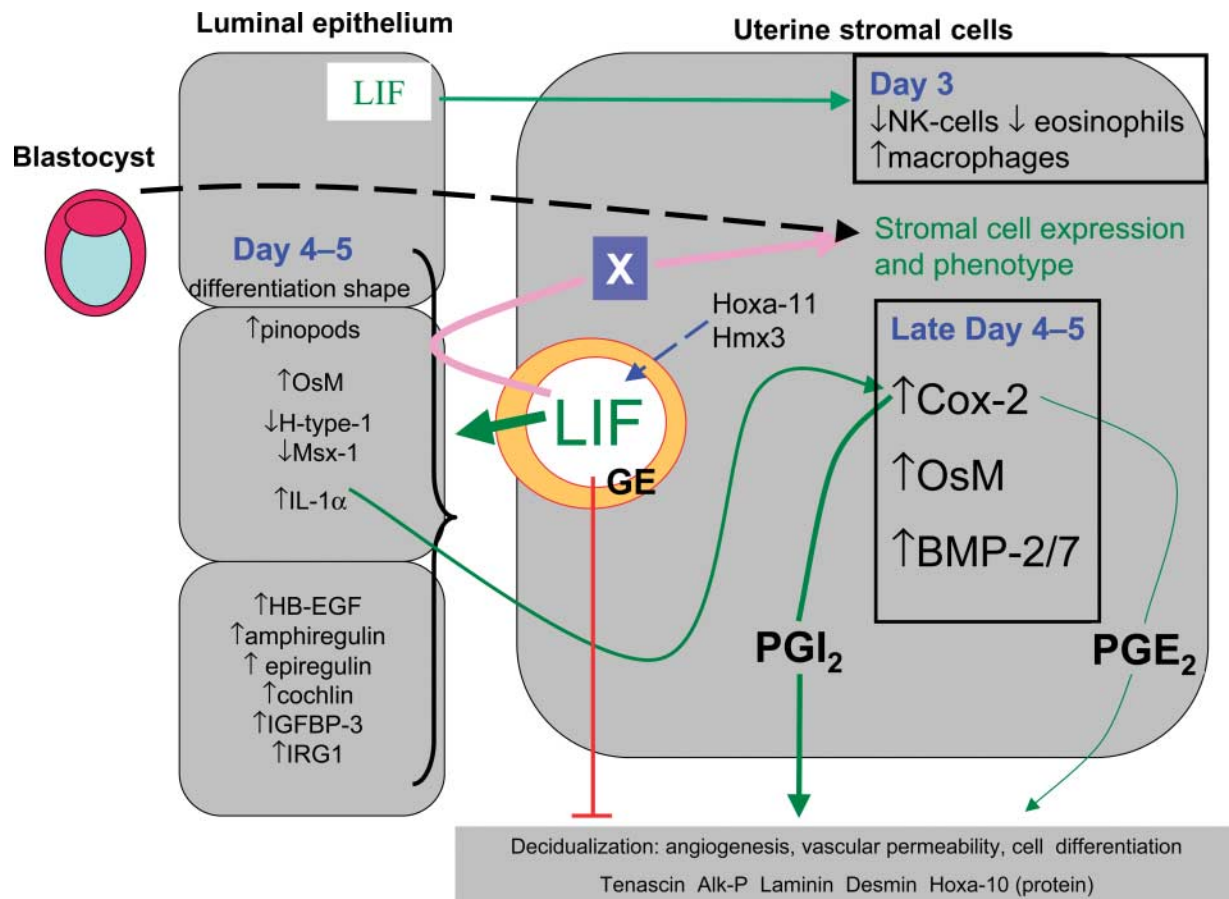 Luminal epithelium
Uterine stromal cells
LIF
Day 3
↓NK-cells ↓ eosinophils
↑macrophages
Blastocyst
Stromal cell expression
and phenotype
Day 4–5
differentiation shape
X
↑pinopods
↑OsM
↓H-type-1
↓Msx-1
↑IL-1α
Hoxa-11
Hmx3
LIF
GE
Late Day 4–5
↑Cox-2
↑OsM
↑BMP-2/7
↑HB-EGF
↑amphiregulin
↑ epiregulin
↑cochlin
↑IGFBP-3
↑IRG1
PGI₂
PGE₂
Decidualization: angiogenesis, vascular permeability, cell differentiation
Tenascin Alk-P Laminin Desmin Hoxa-10 (protein)